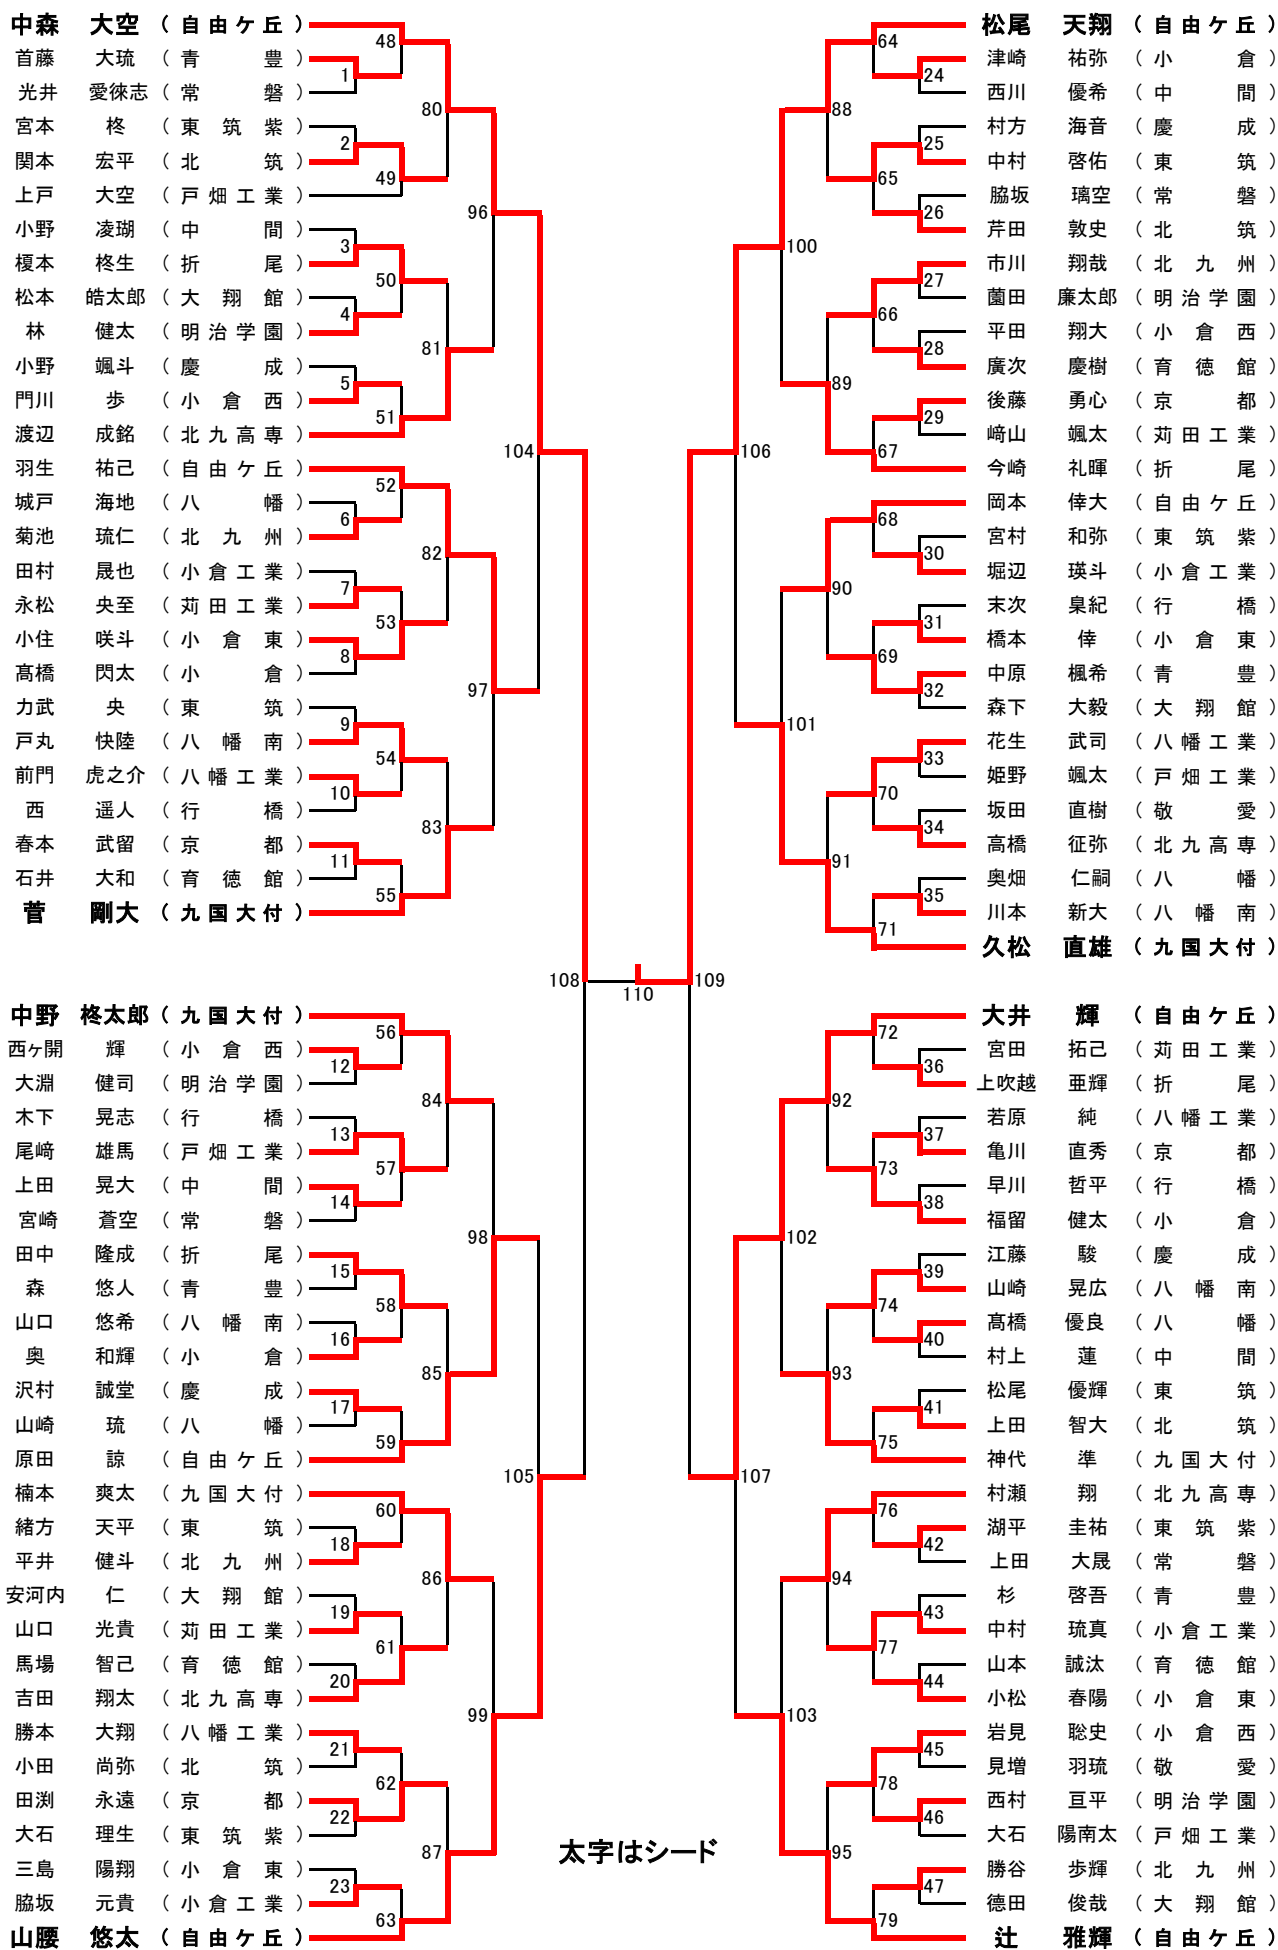 中森 大空 ( 自由ケ丘 )
首藤 大琉 ( 青豊 )
光井 愛徠志 ( 常磐 )
宮本 柊 ( 東筑紫 )
関本 宏平 ( 北筑 )
上戸 大空 ( 戸畑工業 )
小野 凌瑚 ( 中間 )
榎本 柊生 ( 折尾 )
松本 皓太郎 ( 大翔館 )
林 健太 ( 明治学園 )
小野 颯斗 ( 慶成 )
門川 歩 ( 小倉西 )
渡辺 成銘 ( 北九高専 )
羽生 祐己 ( 自由ケ丘 )
城戸 海地 ( 八幡 )
菊池 琉仁 ( 北九州 )
田村 晟也 ( 小倉工業 )
永松 央至 ( 苅田工業 )
小住 咲斗 ( 小倉東 )
髙橋 閃太 ( 小倉 )
力武 央 ( 東筑 )
戸丸 快陸 ( 八幡南 )
前門 虎之介 ( 八幡工業 )
西 遥人 ( 行橋 )
春本 武留 ( 京都 )
石井 大和 ( 育徳館 )
菅 剛大 ( 九国大付 )
中野 柊太郎 ( 九国大付 )
西ヶ開 輝 ( 小倉西 )
大淵 健司 ( 明治学園 )
木下 晃志 ( 行橋 )
尾﨑 雄馬 ( 戸畑工業 )
上田 晃大 ( 中間 )
宮崎 蒼空 ( 常磐 )
田中 隆成 ( 折尾 )
森 悠人 ( 青豊 )
山口 悠希 ( 八幡南 )
奥 和輝 ( 小倉 )
沢村 誠堂 ( 慶成 )
山崎 琉 ( 八幡 )
原田 諒 ( 自由ケ丘 )
楠本 爽太 ( 九国大付 )
緒方 天平 ( 東筑 )
平井 健斗 ( 北九州 )
安河内 仁 ( 大翔館 )
山口 光貴 ( 苅田工業 )
馬場 智己 ( 育徳館 )
吉田 翔太 ( 北九高専 )
勝本 大翔 ( 八幡工業 )
小田 尚弥 ( 北筑 )
田渕 永遠 ( 京都 )
大石 理生 ( 東筑紫 )
三島 陽翔 ( 小倉東 )
脇坂 元貴 ( 小倉工業 )
山腰 悠太 ( 自由ケ丘 )
1
2
3
4
5
6
7
8
9
10
11
12
13
14
15
16
17
18
19
20
21
22
23
48
49
50
51
52
53
54
55
56
57
58
59
60
61
62
63
80
81
82
83
84
85
86
87
96
97
98
99
104
105
108
110
109
106
107
100
101
102
103
88
89
90
91
92
93
94
95
64
65
66
67
68
69
70
71
72
73
74
75
76
77
78
79
24
25
26
27
28
29
30
31
32
33
34
35
36
37
38
39
40
41
42
43
44
45
46
47
松尾 天翔 ( 自由ケ丘 )
津崎 祐弥 ( 小倉 )
西川 優希 ( 中間 )
村方 海音 ( 慶成 )
中村 啓佑 ( 東筑 )
脇坂 璃空 ( 常磐 )
芹田 敦史 ( 北筑 )
市川 翔哉 ( 北九州 )
薗田 廉太郎 ( 明治学園 )
平田 翔大 ( 小倉西 )
廣次 慶樹 ( 育徳館 )
後藤 勇心 ( 京都 )
﨑山 颯太 ( 苅田工業 )
今崎 礼暉 ( 折尾 )
岡本 倖大 ( 自由ケ丘 )
宮村 和弥 ( 東筑紫 )
堀辺 瑛斗 ( 小倉工業 )
末次 臬紀 ( 行橋 )
橋本 倖 ( 小倉東 )
中原 楓希 ( 青豊 )
森下 大毅 ( 大翔館 )
花生 武司 ( 八幡工業 )
姫野 颯太 ( 戸畑工業 )
坂田 直樹 ( 敬愛 )
高橋 征弥 ( 北九高専 )
奥畑 仁嗣 ( 八幡 )
川本 新大 ( 八幡南 )
久松 直雄 ( 九国大付 )
大井 輝 ( 自由ケ丘 )
宮田 拓己 ( 苅田工業 )
上吹越 亜輝 ( 折尾 )
若原 純 ( 八幡工業 )
亀川 直秀 ( 京都 )
早川 哲平 ( 行橋 )
福留 健太 ( 小倉 )
江藤 駿 ( 慶成 )
山崎 晃広 ( 八幡南 )
髙橋 優良 ( 八幡 )
村上 蓮 ( 中間 )
松尾 優輝 ( 東筑 )
上田 智大 ( 北筑 )
神代 準 ( 九国大付 )
村瀬 翔 ( 北九高専 )
湖平 圭祐 ( 東筑紫 )
上田 大晟 ( 常磐 )
杉 啓吾 ( 青豊 )
中村 琉真 ( 小倉工業 )
山本 誠汰 ( 育徳館 )
小松 春陽 ( 小倉東 )
岩見 聡史 ( 小倉西 )
見増 羽琉 ( 敬愛 )
西村 亘平 ( 明治学園 )
大石 陽南太 ( 戸畑工業 )
勝谷 歩輝 ( 北九州 )
德田 俊哉 ( 大翔館 )
辻 雅輝 ( 自由ケ丘 )
太字はシード